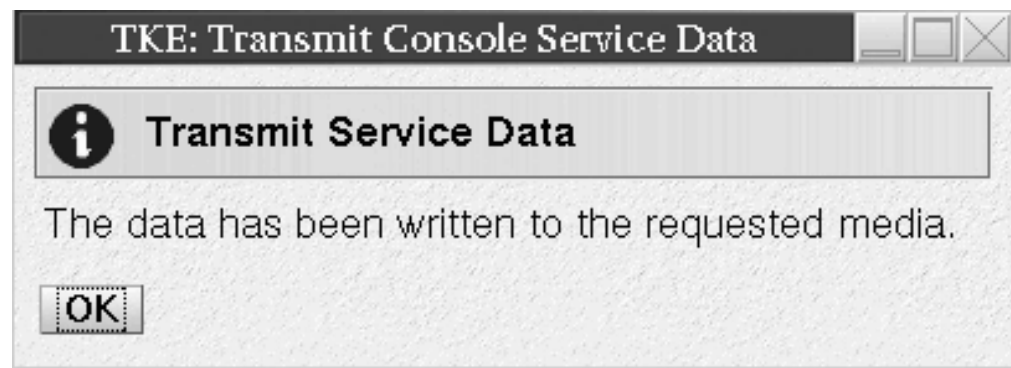 TKE: Transmit Console Service Data
Transmit Service Data
The data has been written to the requested media.
OK